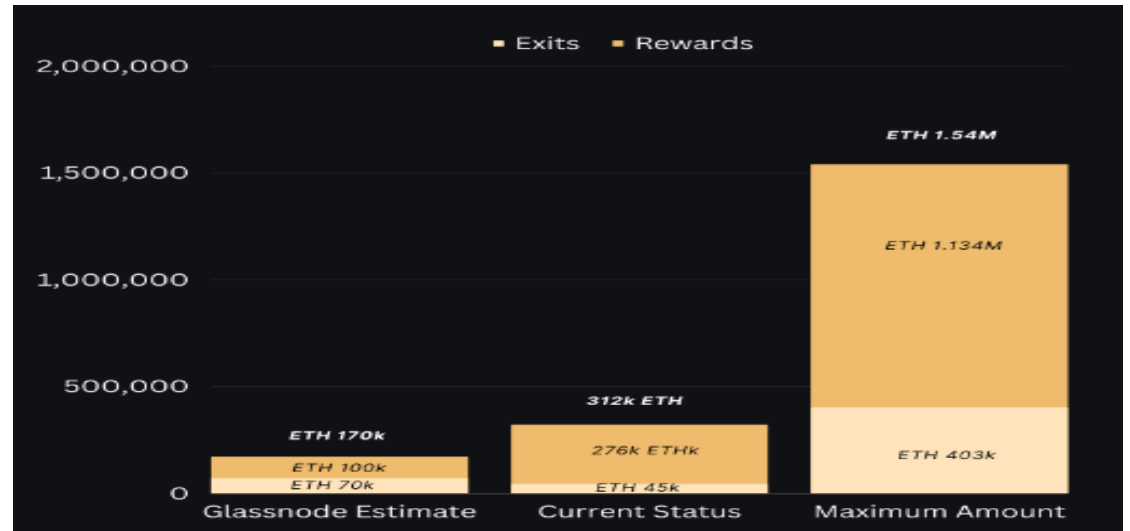 Exits Rewards
2,000,000
ETH 1.54M
1,500,000
ETH 1.134M
1,000,000
500,000
312k ETH
ETH 170k
276k ETHk
ETH 403k
ETH 100k
ETH 70k
ETH 45k
0
Glassnode Estimate Current Status Maximum Amount